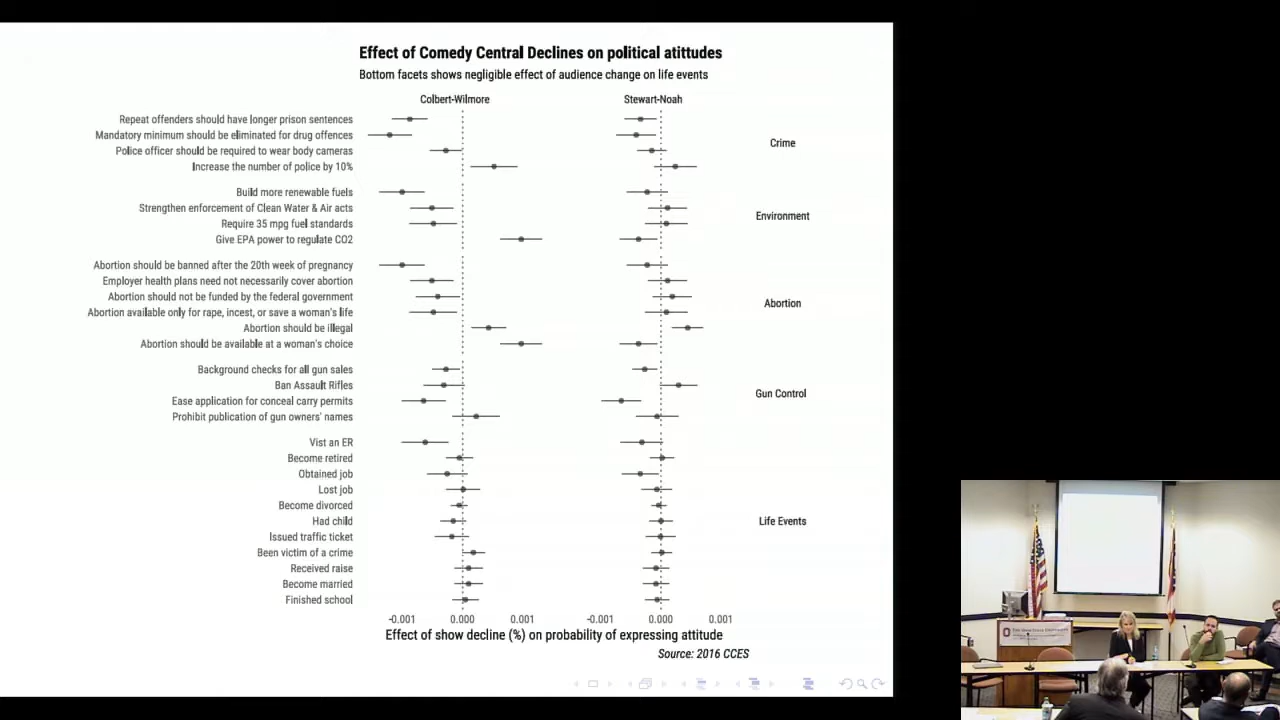 Effect of Comedy Central Declines on political atittudes
Bottom facets shows negligible effect of audience change on life events
Colbert-Wilmore
Stewart-Noah
Repeat offenders should have longer prison sentences
Mandatory minimum should be eliminated for drug offences
Police officer should be required to wear body cameras
Increase the number of police by 10%
Crime
Build more renewable fuels
Strengthen enforcement of Clean Water & Air acts
Require 35 mpg fuel standards
Give EPA power to regulate CO2
Environment
Abortion should be banned after the 20th week of pregnancy
Employer health plans need not necessarily cover abortion
Abortion should not be funded by the federal government
Abortion available only for rape, incest, or save a woman's life
Abortion should be illegal
Abortion should be available at a woman's choice
Abortion
Background checks for all gun sales
Ban Assault Rifles
Ease application for conceal carry permits
Prohibit publication of gun owners' names
Gun Control
Vist an ER
Become retired
Obtained job
Lost job
Become divorced
Had child
Issued traffic ticket
Been victim of a crime
Received raise
Become married
Finished school
Life Events
-0.001 0.000 0.001
-0.001 0.000 0.001
Effect of show decline (%) on probability of expressing attitude
Source: 2016 CCES
The Ohio State University